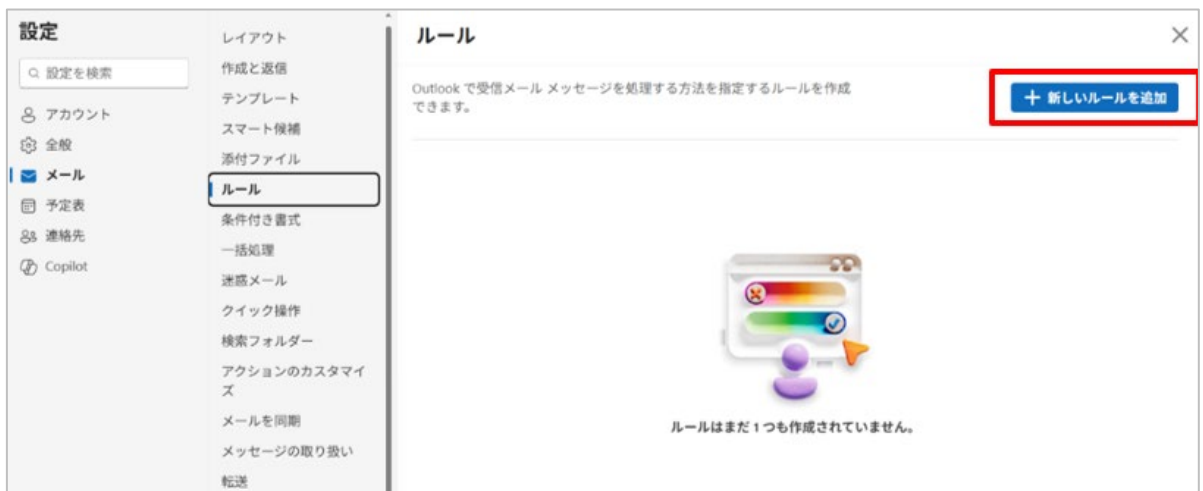 設定
設定を検索
アカウント
全般
メール
予定表
連絡先
Copilot
レイアウト
作成と返信
テンプレート
スマート候補
添付ファイル
ルール
条件付き書式
一括処理
迷惑メール
クイック操作
検索フォルダー
アクションのカスタマイ
ズ
メールを同期
メッセージの取り扱い
転送
ルール
Outlook で受信メール メッセージを処理する方法を指定するルールを作成
できます。
新しいルールを追加
ルールはまだ 1 つも作成されていません。